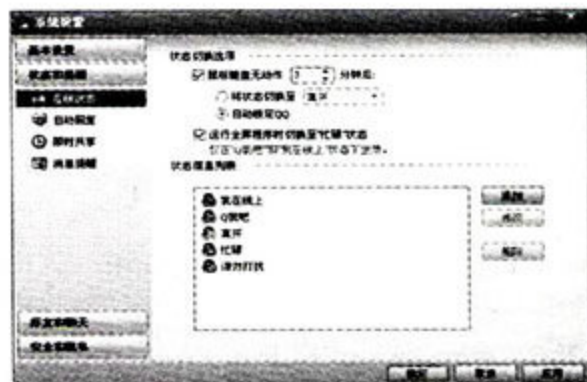 系统设置
基本设置
状态和提醒
在线状态
自动回复
即时共享
消息提醒
状态切换选项
鼠标键盘无动作 分钟后:
将状态切换至 离开
自动锁定QQ
运行全屏程序时切换至"忙碌"状态
状态信息列表
我在线上
Q我吧
离开
忙碌
请勿打扰
添加
修改
删除
好友和聊天
安全和隐私
确定 取消 应用